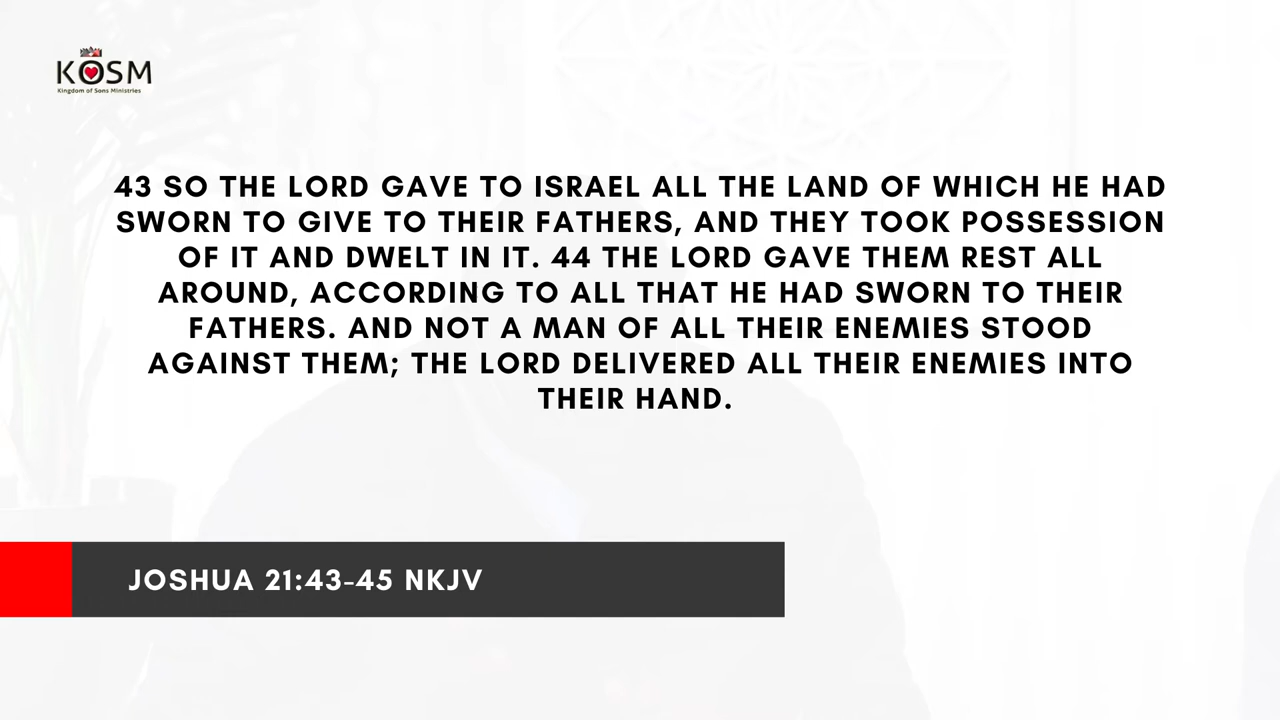 KOSM
Kingdom of Sons Ministries
43 SO THE LORD GAVE TO ISRAEL ALL THE LAND OF WHICH HE HAD
SWORN TO GIVE TO THEIR FATHERS, AND THEY TOOK POSSESSION
OF IT AND DWELT IN IT. 44 THE LORD GAVE THEM REST ALL
AROUND, ACCORDING TO ALL THAT HE HAD SWORN TO THEIR
FATHERS. AND NOT A MAN OF ALL THEIR ENEMIES STOOD
AGAINST THEM; THE LORD DELIVERED ALL THEIR ENEMIES INTO
THEIR HAND.
JOSHUA 21:43-45 NKJV